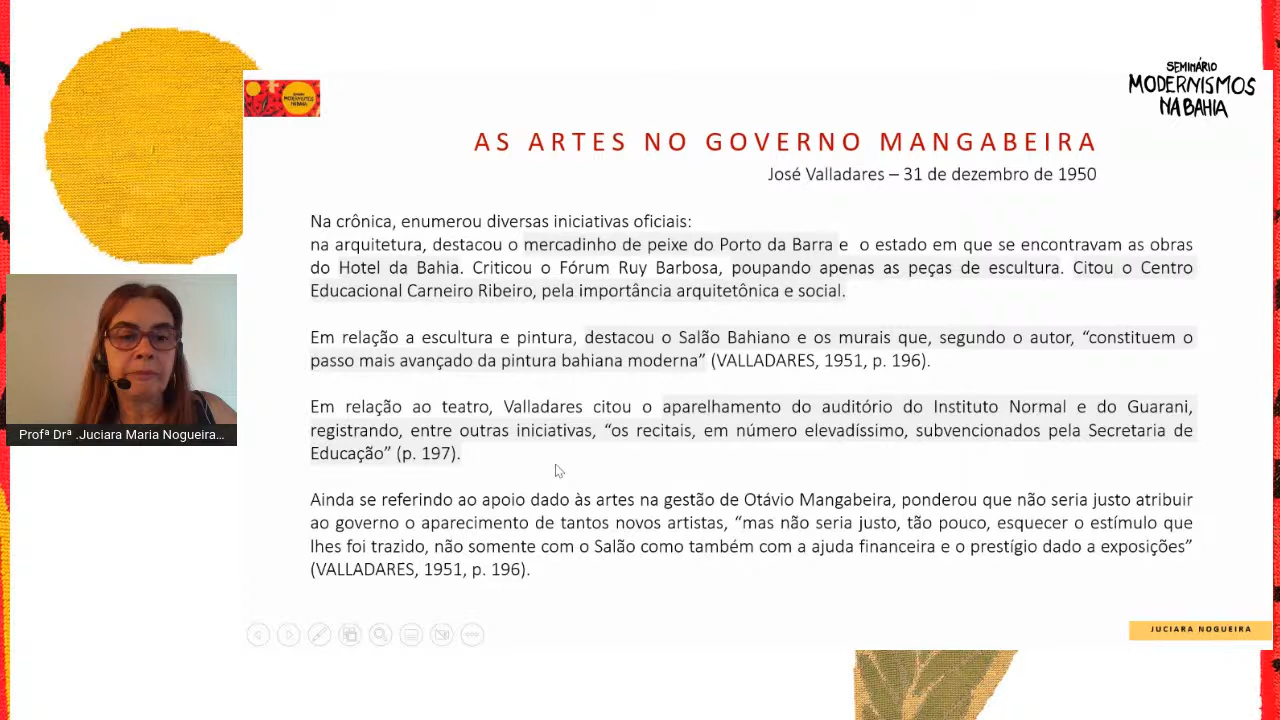 SEMINÁRIO
MODERNISMOS
NA BAHIA
MODERNISMOS
NA BAHIA
AS ARTES NO GOVERNO MANGABEIRA
José Valladares – 31 de dezembro de 1950
Na crônica, enumerou diversas iniciativas oficiais:
na arquitetura, destacou o mercadinho de peixe do Porto da Barra e o estado em que se encontravam as obras
do Hotel da Bahia. Criticou o Fórum Ruy Barbosa, poupando apenas as peças de escultura. Citou o Centro
Educacional Carneiro Ribeiro, pela importância arquitetônica e social.
Em relação a escultura e pintura, destacou o Salão Bahiano e os murais que, segundo o autor, “constituem o
passo mais avançado da pintura bahiana moderna” (VALLADARES, 1951, p. 196).
Em relação ao teatro, Valladares citou o aparelhamento do auditório do Instituto Normal e do Guarani,
registrando, entre outras iniciativas, “os recitais, em número elevadíssimo, subvencionados pela Secretaria de
Educação” (p. 197).
Ainda se referindo ao apoio dado às artes na gestão de Otávio Mangabeira, ponderou que não seria justo atribuir
ao governo o aparecimento de tantos novos artistas, “mas não seria justo, tão pouco, esquecer o estímulo que
lhes foi trazido, não somente com o Salão como também com a ajuda financeira e o prestígio dado a exposições”
(VALLADARES, 1951, p. 196).
Profª Drª .Juciara Maria Nogueira...
JUCIARA NOGUEIRA